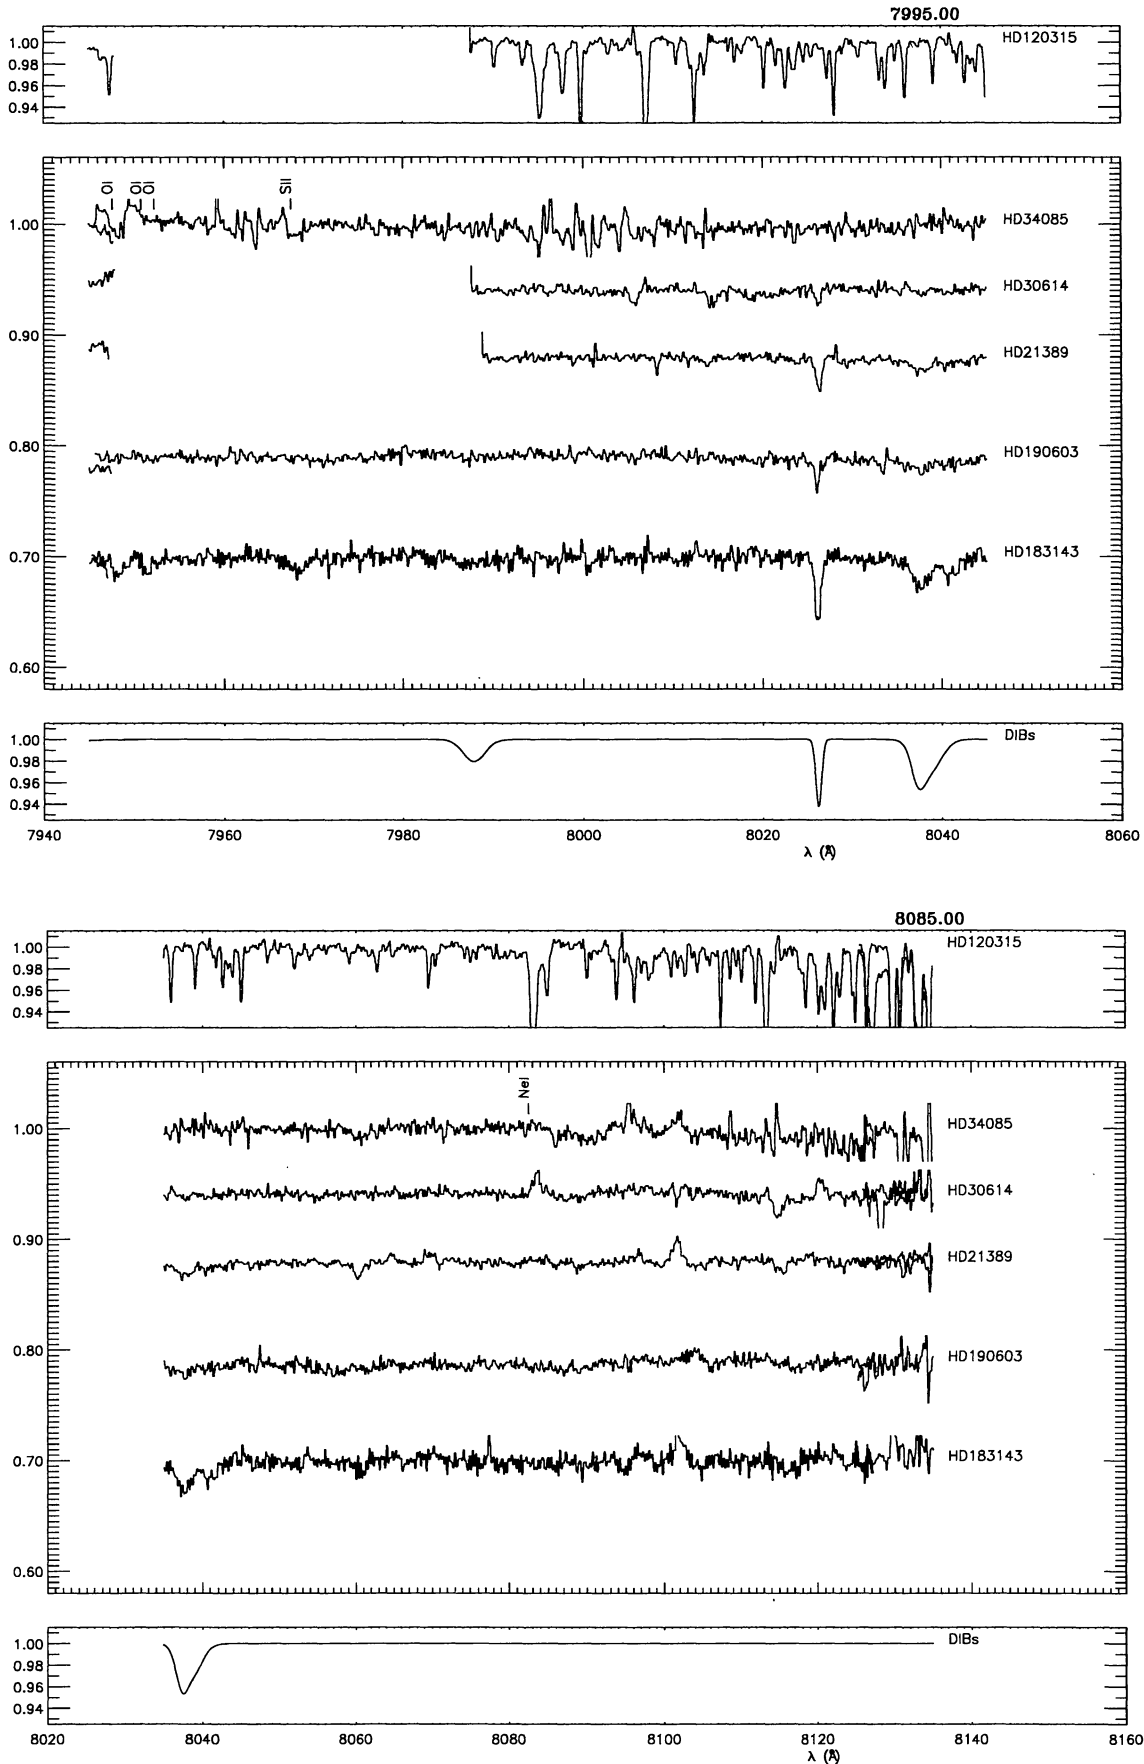 7995.00
1.00
0.98
0.96
0.94
HD120315
OI
OI
OI
SII
1.00
0.90
0.80
0.70
0.60
HD34085
HD30614
HD21389
HD190603
HD183143
1.00
0.98
0.96
0.94
DIBs
7940
7960
7980
8000
8020
8040
8060
λ (Å)
8085.00
1.00
0.98
0.96
0.94
HD120315
NeI
1.00
0.90
0.80
0.70
0.60
HD34085
HD30614
HD21389
HD190603
HD183143
1.00
0.98
0.96
0.94
DIBs
8020
8040
8060
8080
8100
8120
8140
8160
λ (Å)